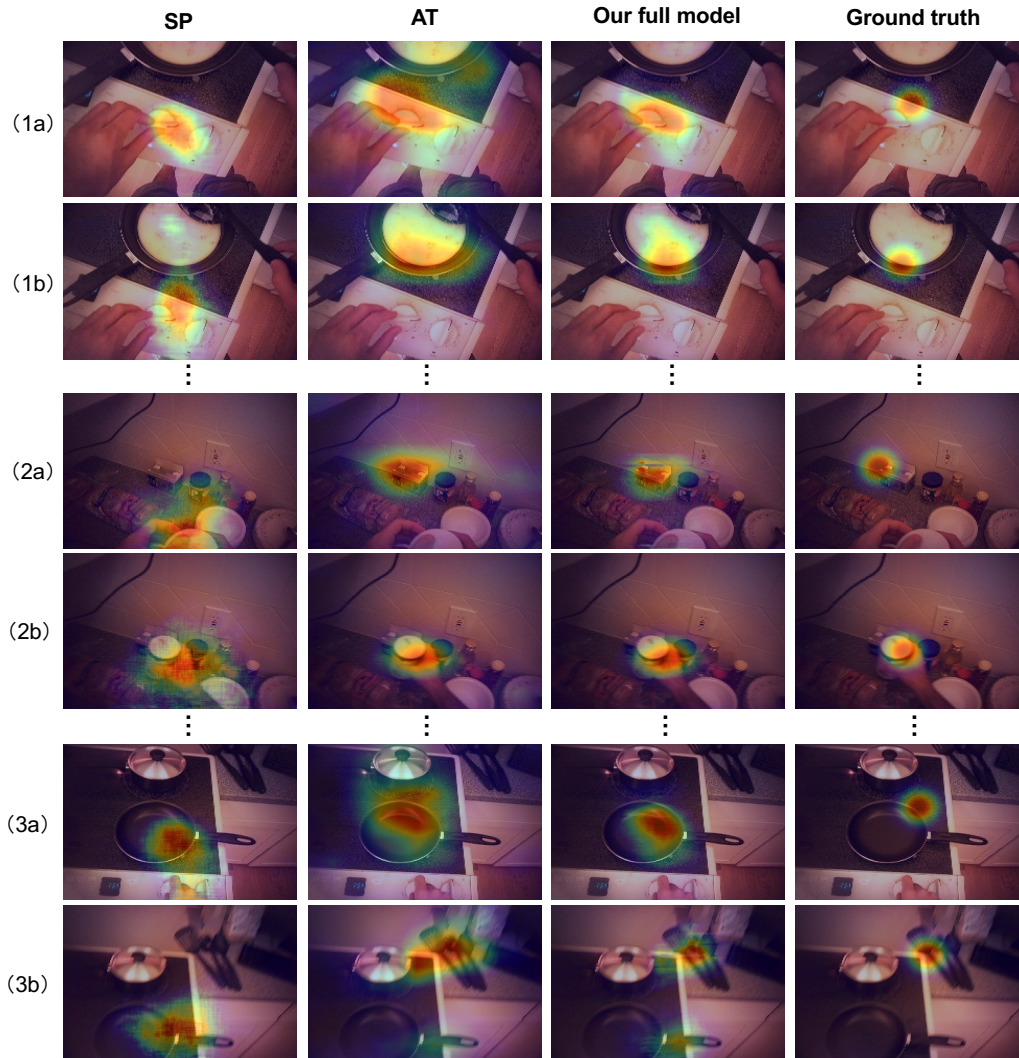 SP AT Our full model Ground truth
(1a)
(1b)
(2a)
(2b)
(3a)
(3b)